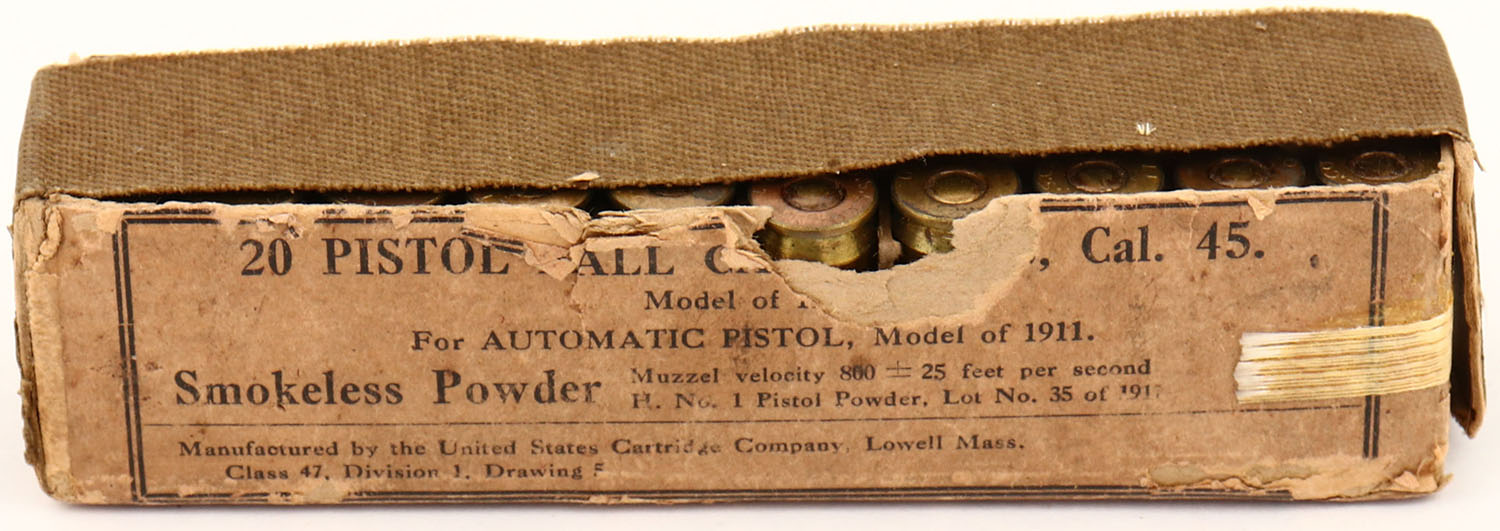 20 PISTOL ALL Cal. 45.
Model of
For AUTOMATIC PISTOL, Model of 1911.
Smokeless Powder
Muzzel velocity 800 ± 25 feet per second
H. No. 1 Pistol Powder, Lot No. 35 of 191
Manufactured by the United States Cartridge Company, Lowell Mass.
Class 47, Division 1, Drawing